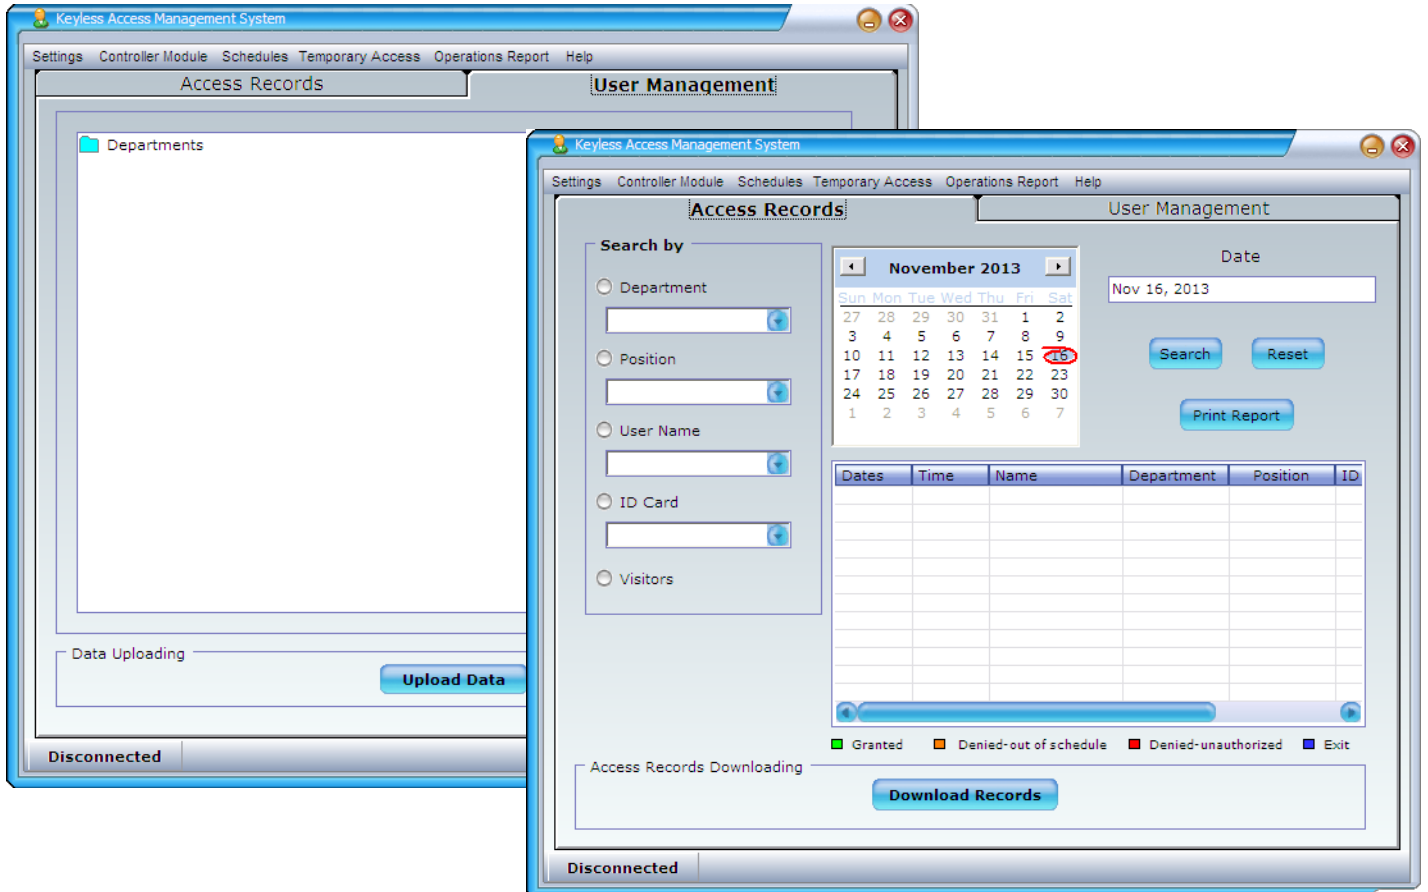 Keyless Access Management System
Settings Controller Module Schedules Temporary Access Operations Report Help
Access Records User Management
Departments
Data Uploading
Upload Data
Disconnected
Keyless Access Management System
Settings Controller Module Schedules Temporary Access Operations Report Help
Access Records User Management
Search by
Department
Position
User Name
ID Card
Visitors
November 2013
Sun Mon Tue Wed Thu Fri Sat
27 28 29 30 31 1 2
3 4 5 6 7 8 9
10 11 12 13 14 15 16
17 18 19 20 21 22 23
24 25 26 27 28 29 30
1 2 3 4 5 6 7
Date
Nov 16, 2013
Search Reset
Print Report
Dates Time Name Department Position ID
Granted Denied-out of schedule Denied-unauthorized Exit
Access Records Downloading
Download Records
Disconnected